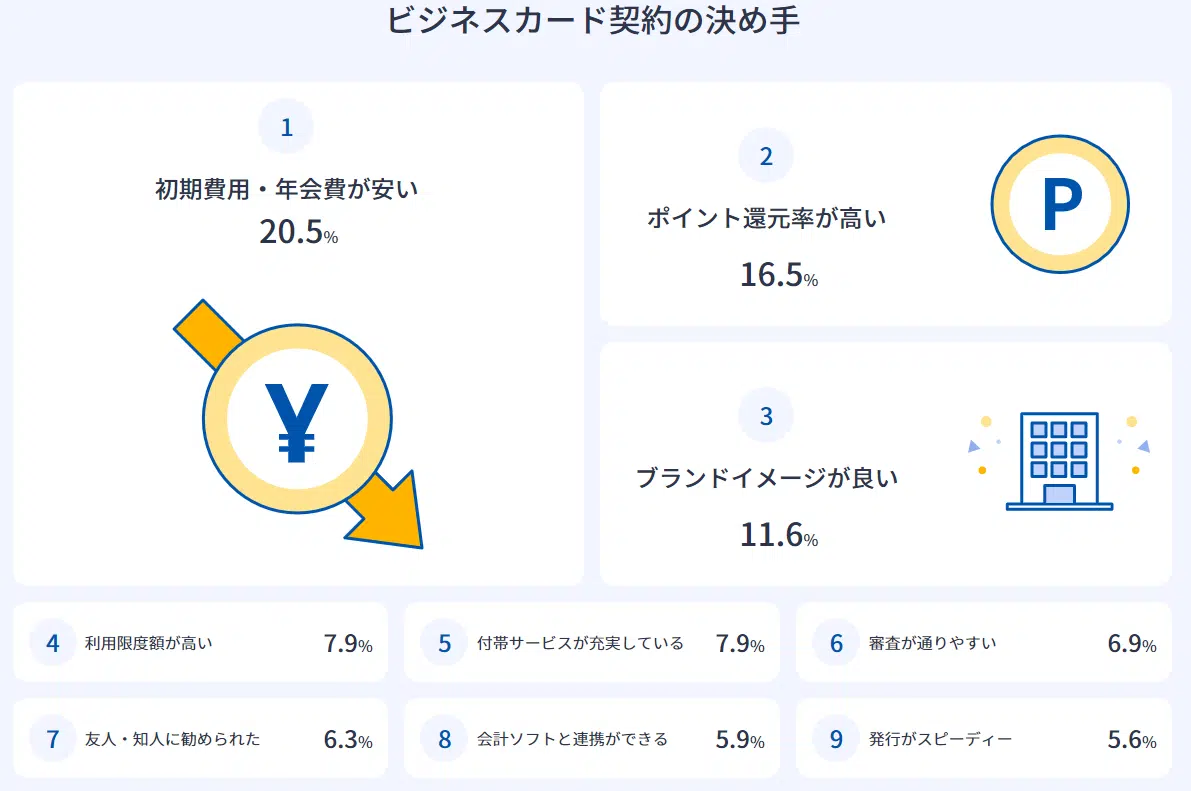 ビジネスカード契約の決め手
1
初期費用・年会費が安い
20.5%
¥
2
ポイント還元率が高い
16.5%
P
3
ブランドイメージが良い
11.6%
4 利用限度額が高い 7.9%
5 付帯サービスが充実している 7.9%
6 審査が通りやすい 6.9%
7 友人・知人に勧められた 6.3%
8 会計ソフトと連携ができる 5.9%
9 発行がスピーディー 5.6%